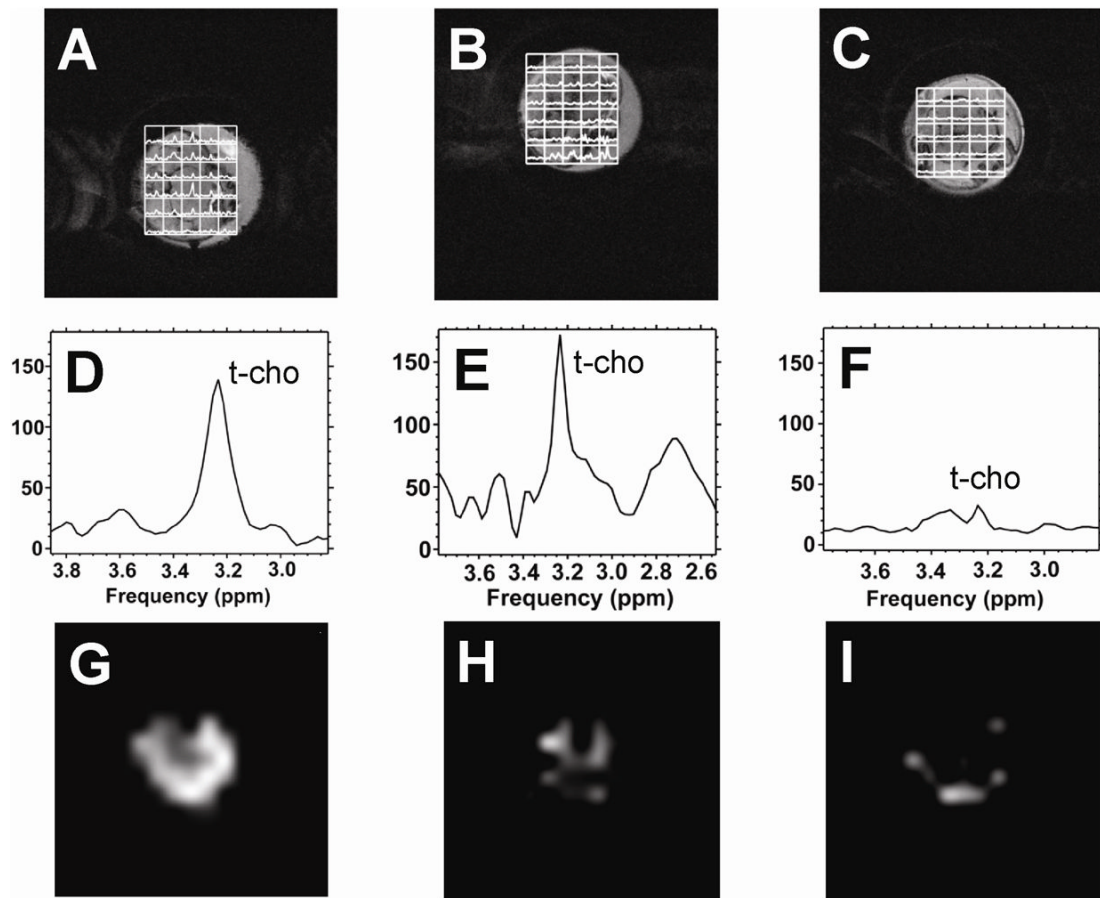 A
B
C
D
t-cho
150
100
50
0
3.8 3.6 3.4 3.2 3.0
Frequency (ppm)
E
t-cho
150
100
50
0
3.6 3.4 3.2 3.0 2.8 2.6
Frequency (ppm)
F
t-cho
150
100
50
0
3.6 3.4 3.2 3.0
Frequency (ppm)
G
H
I